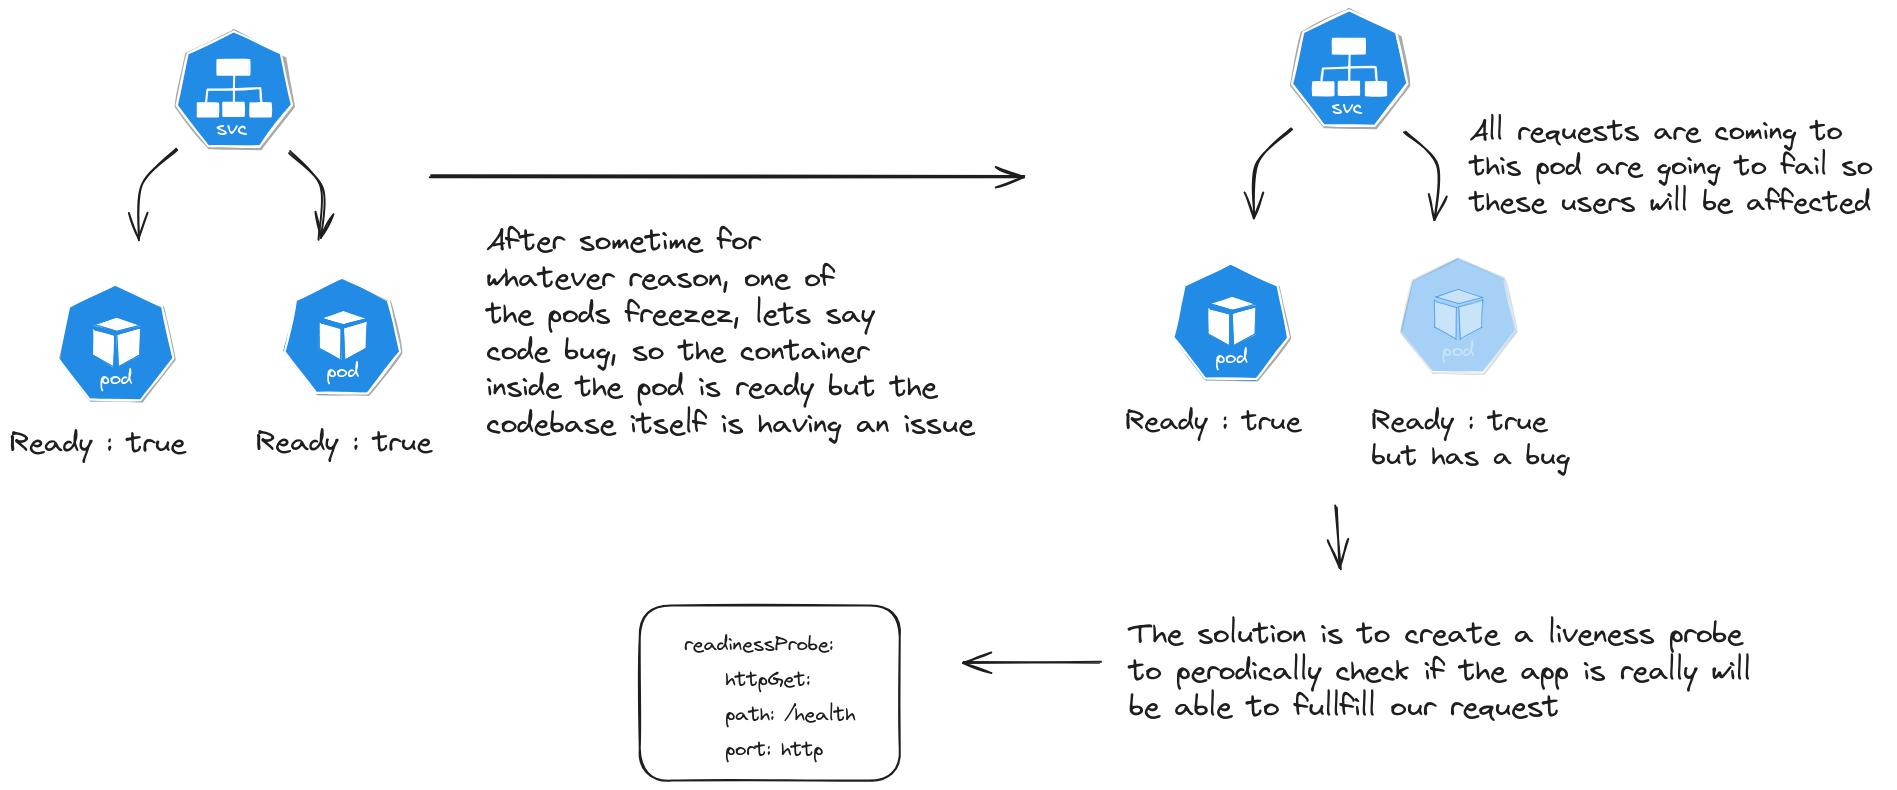 svc
pod
pod
Ready : true
Ready : true
After sometime for
whatever reason, one of
the pods freezez, lets say
code bug, so the container
inside the pod is ready but the
codebase itself is having an issue
svc
All requests are coming to
this pod are going to fail so
these users will be affected
pod
pod
Ready : true
Ready : true
but has a bug
The solution is to create a liveness probe
to perodically check if the app is really will
be able to fullfill our request
readinessProbe:
httpGet:
path: /health
port: http